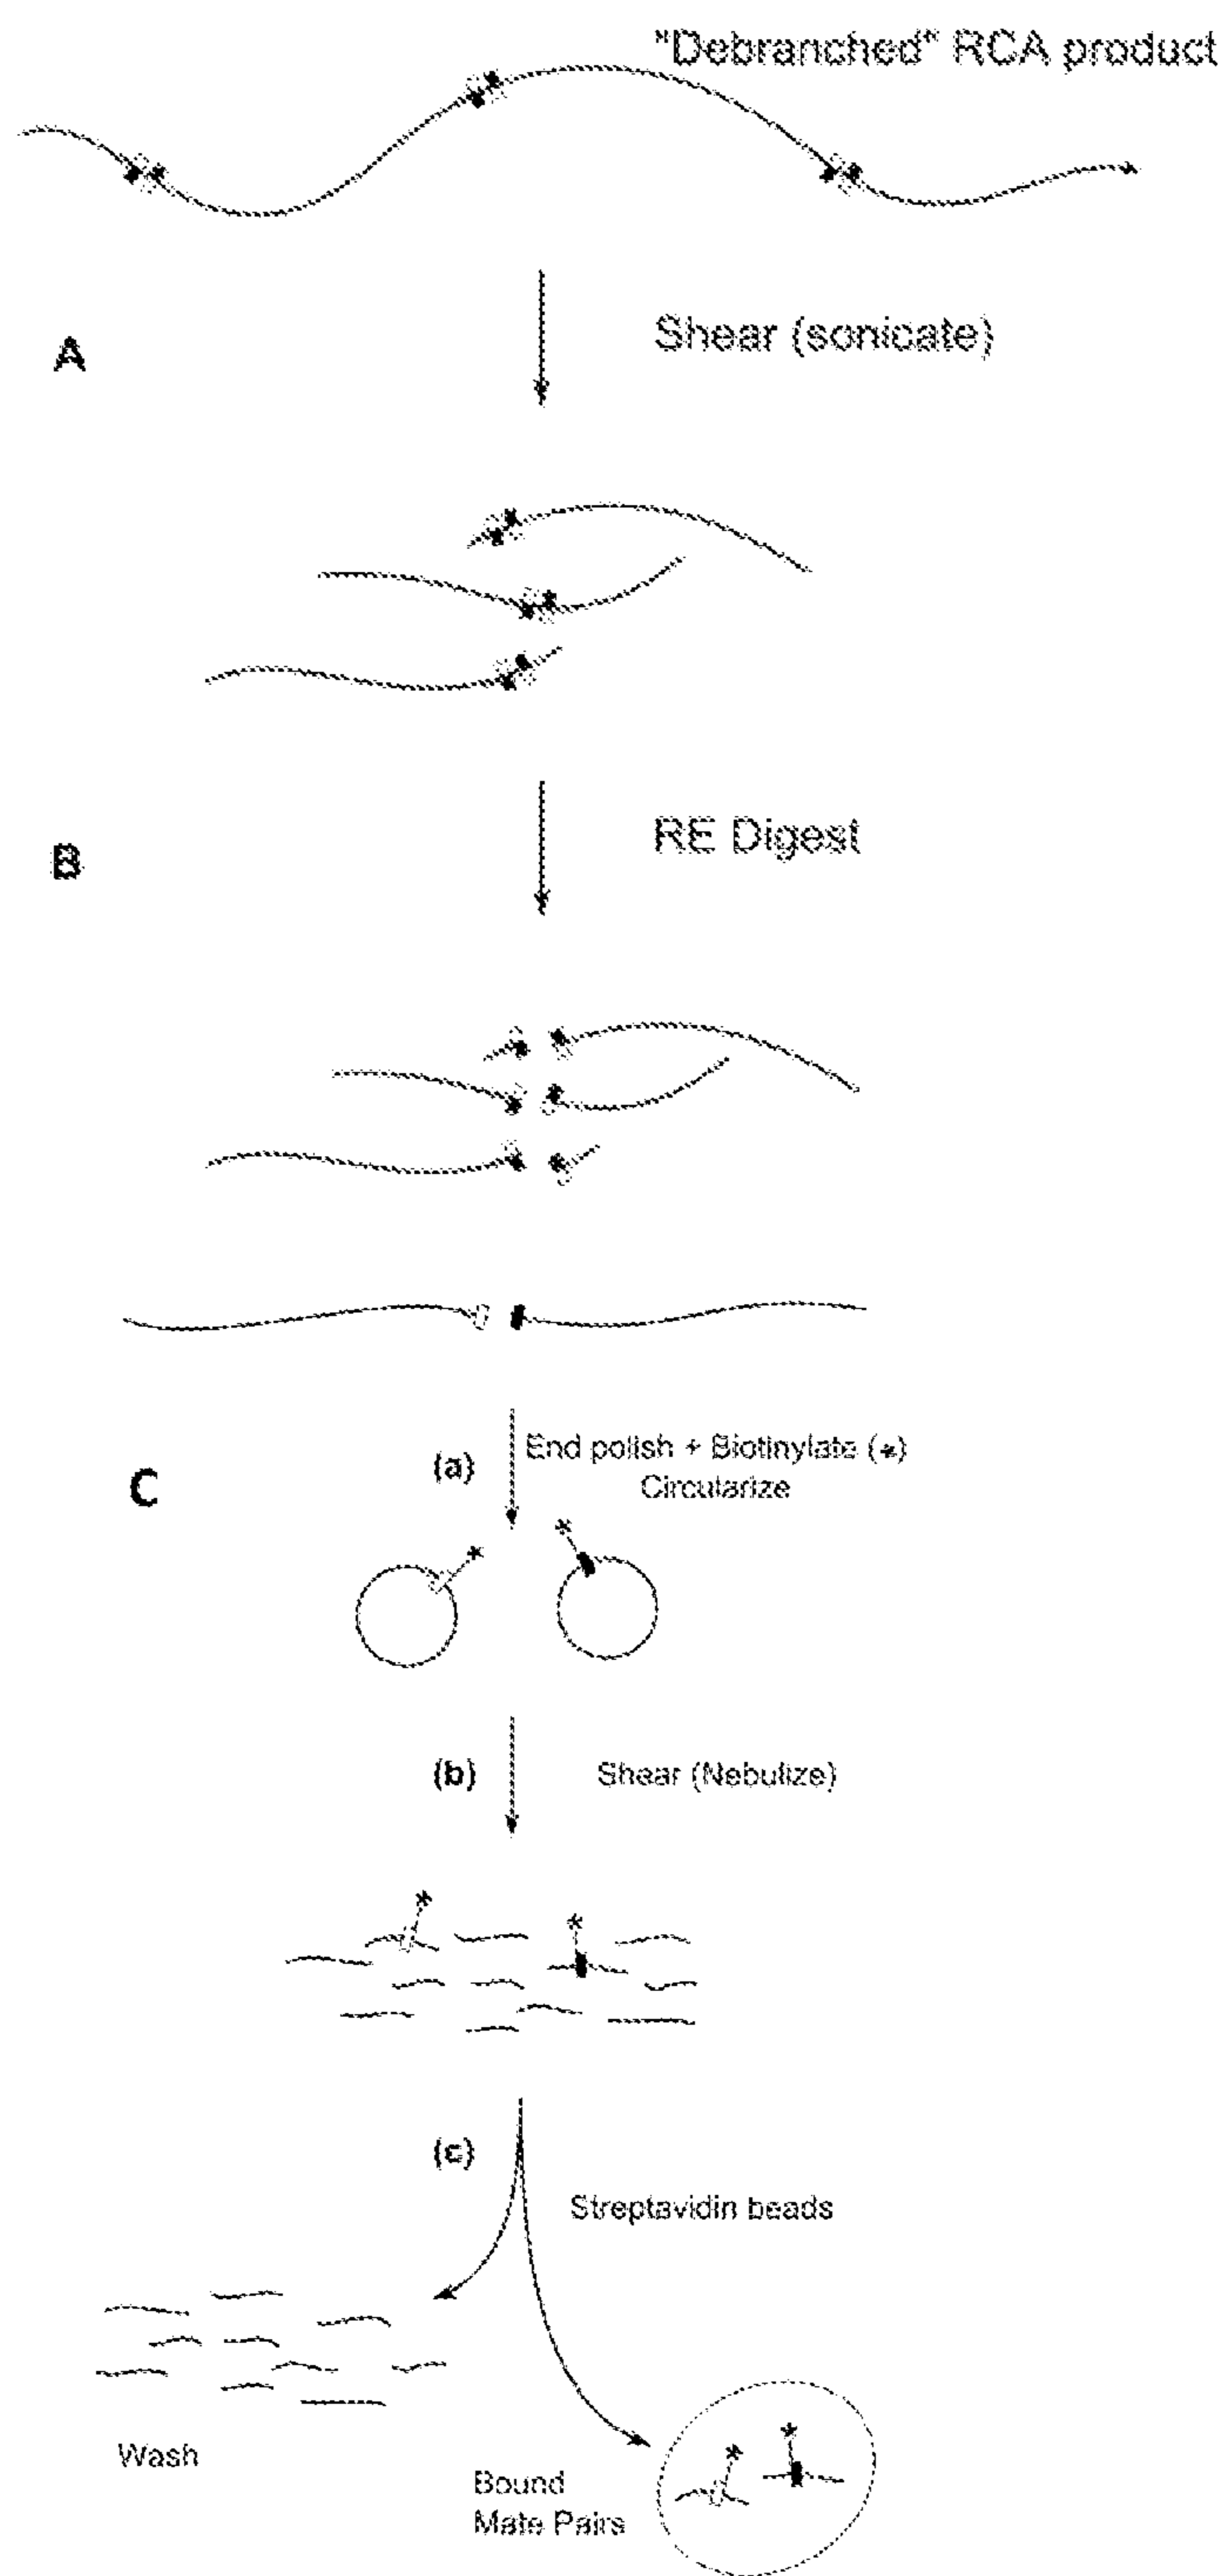 "Debranched" RCA product
A
Shear (sonicate)
B
RE Digest
C
(a)
End polish + Biotinylate (*)
Circularize
(b)
Shear (Nebulize)
(c)
Streptavidin beads
Wash
Bound
Mate Pairs